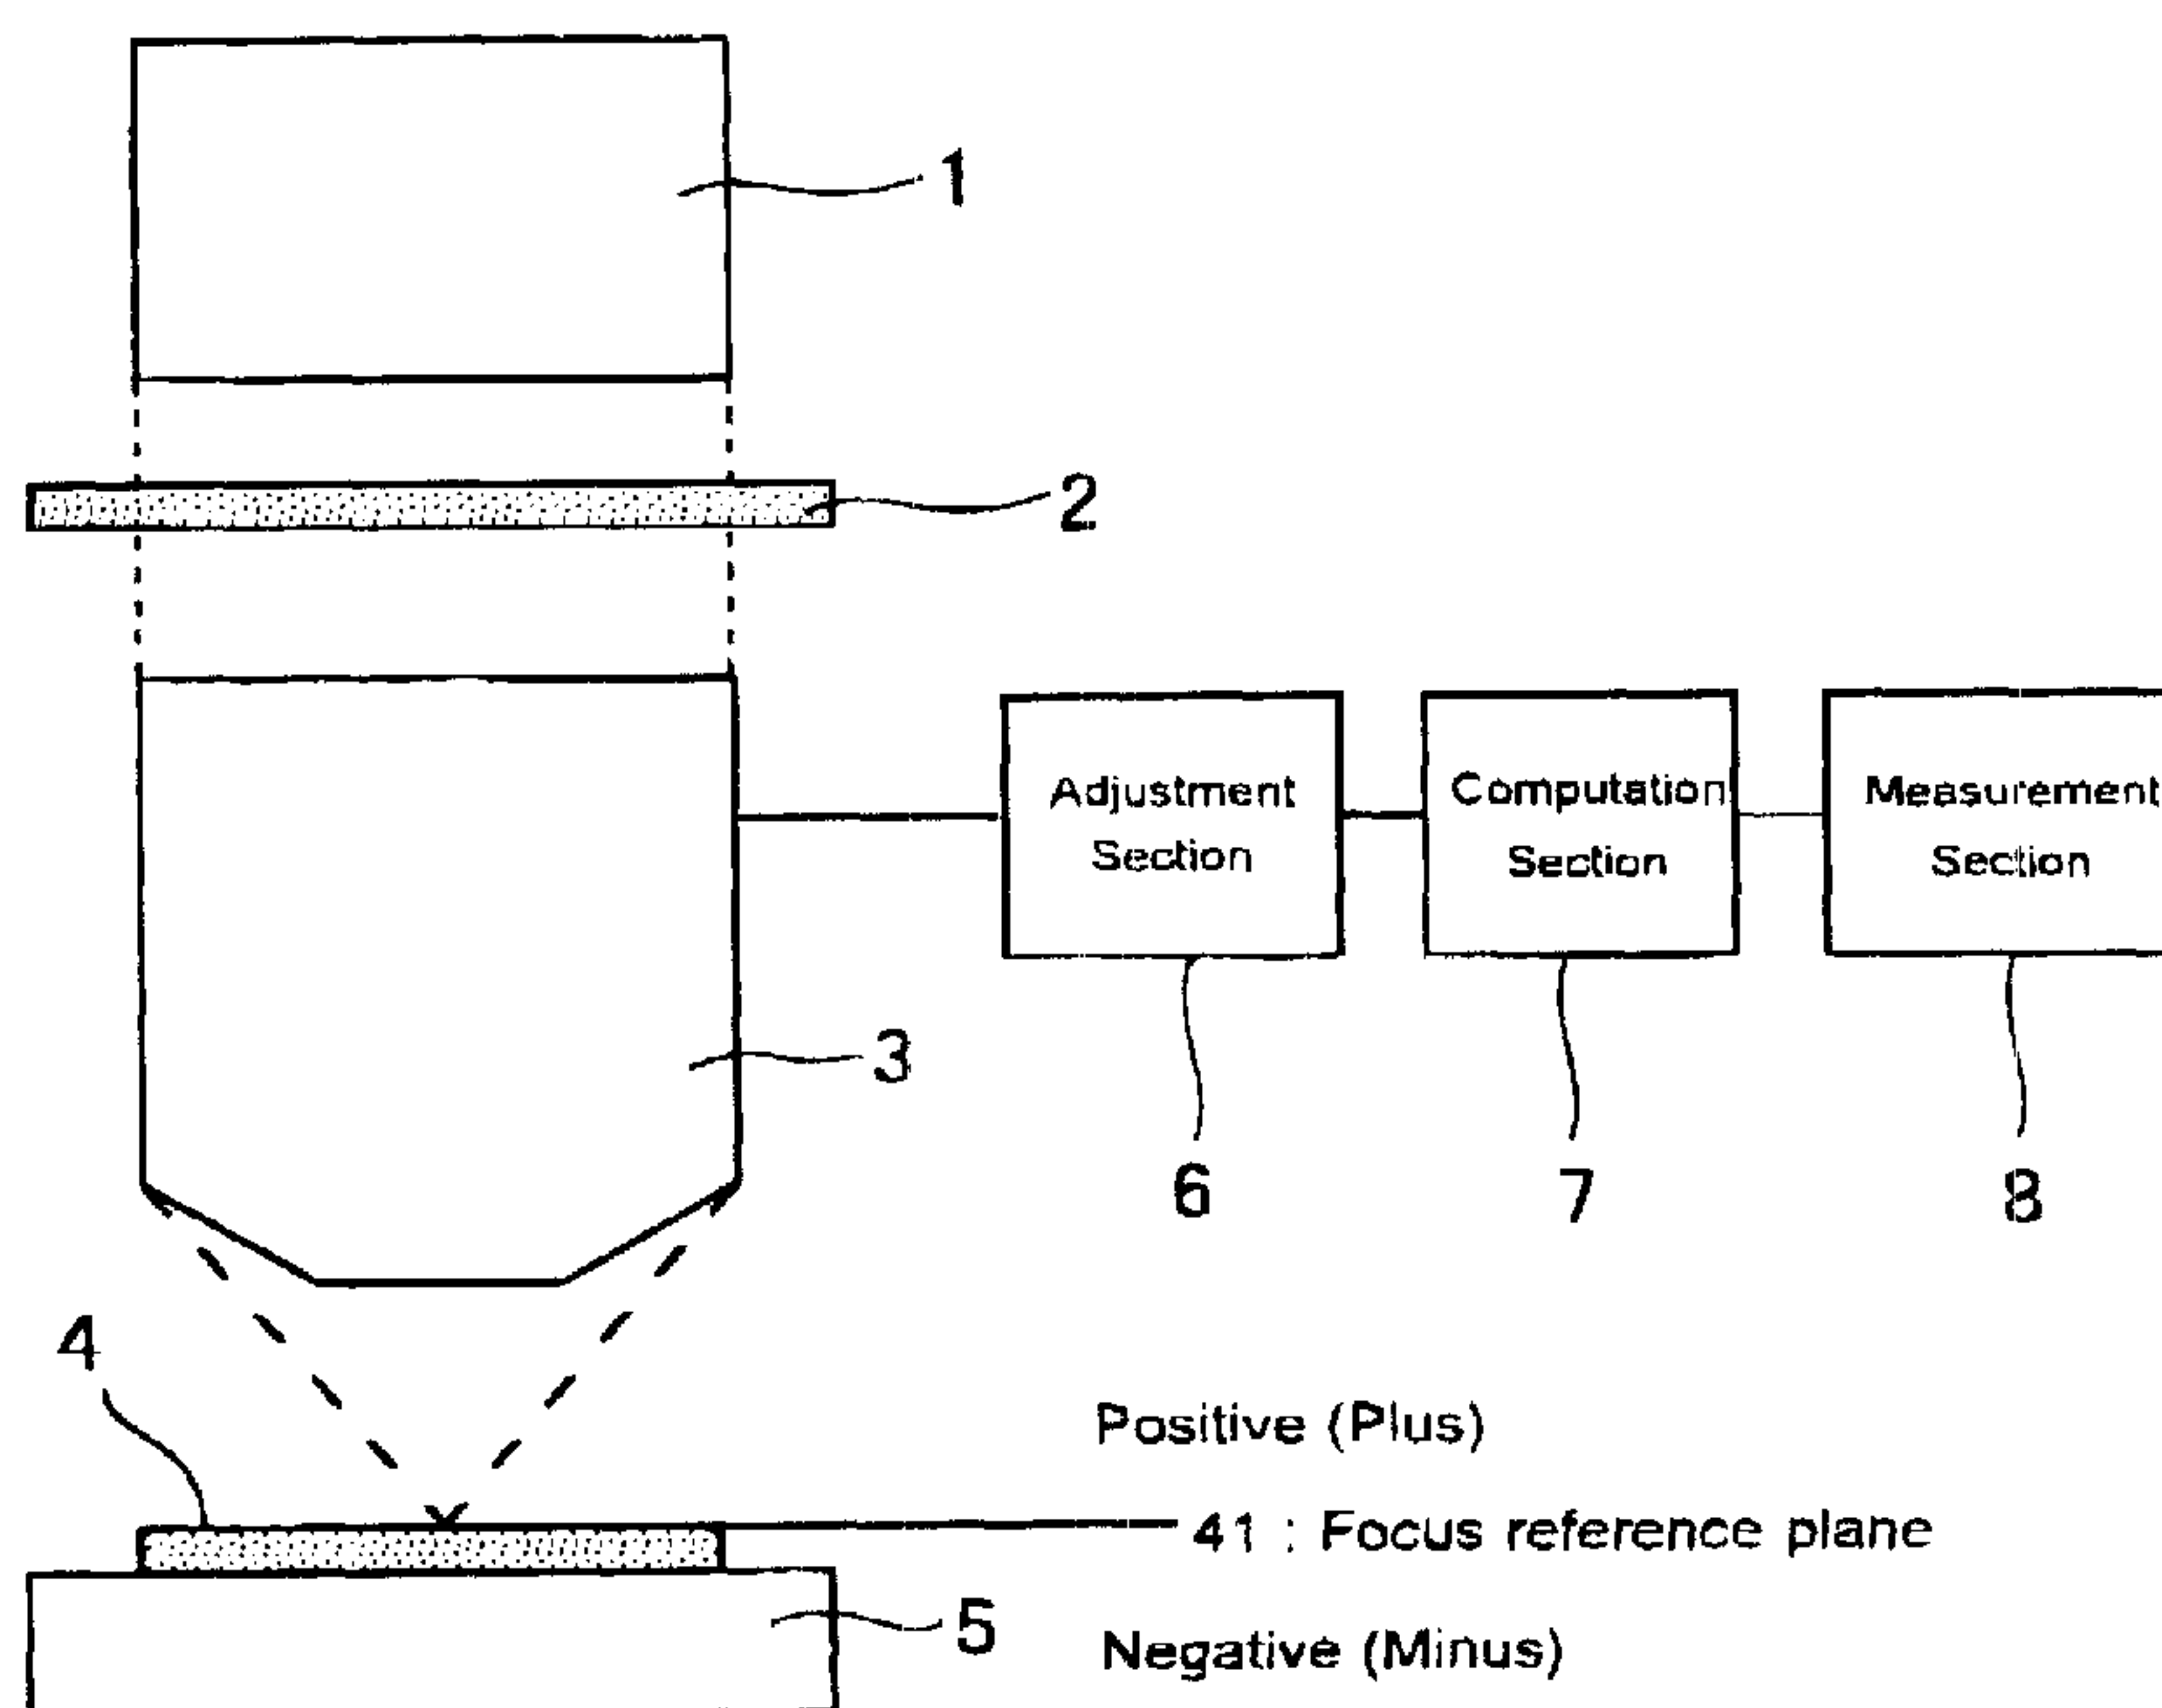 1
2
Adjustment
Section
Computation
Section
Measurement
Section
3
6
7
8
4
Positive (Plus)
41 : Focus reference plane
5
Negative (Minus)